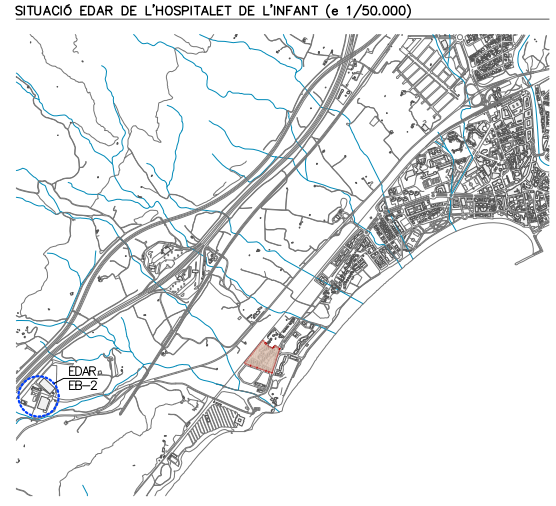 SITUACIÓ EDAR DE L'HOSPITALET DE L'INFANT (e 1/50.000)
EDAR
EB-2